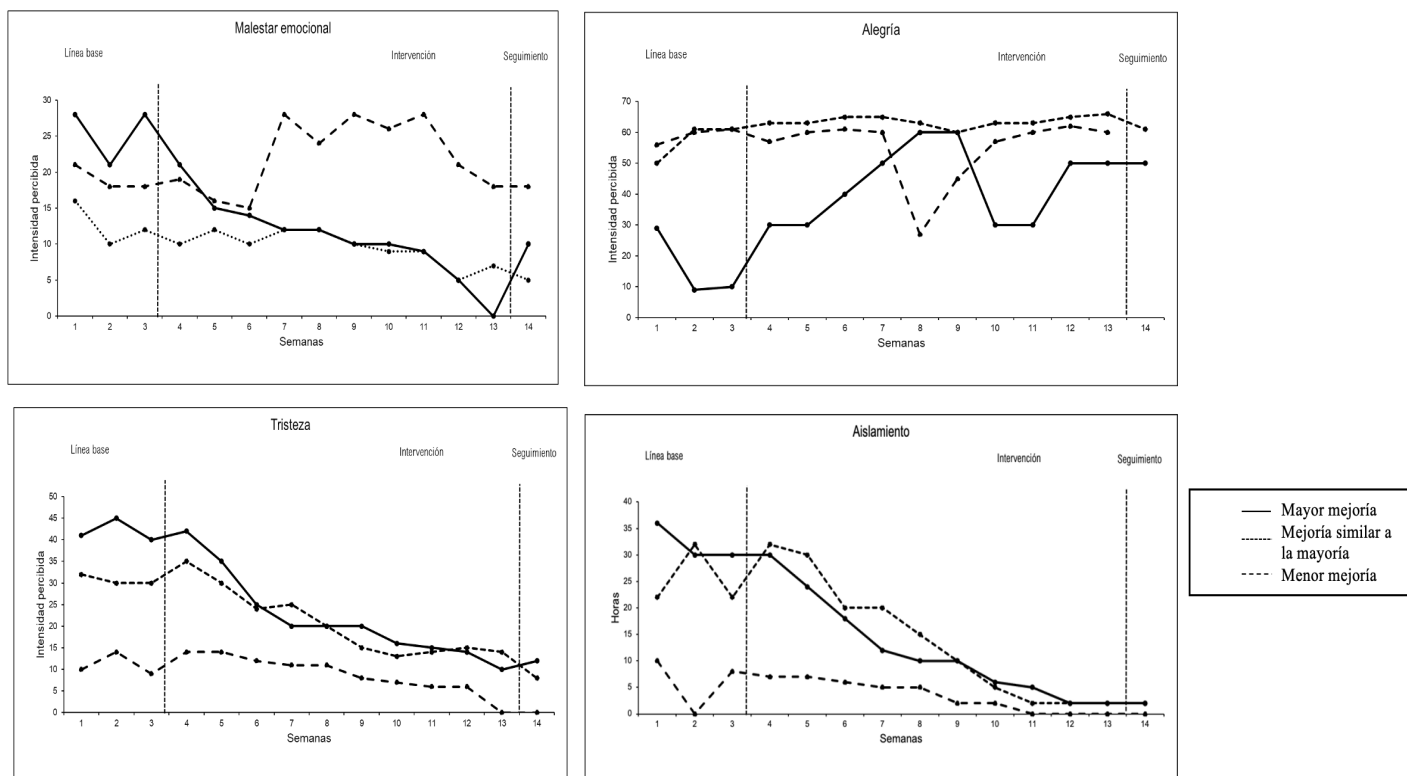 Malestar emocional
Línea base
Intervención
Seguimiento
Intensidad percibida
30
25
20
15
10
5
0
1 2 3 4 5 6 7 8 9 10 11 12 13 14
Semanas
Alegría
Línea base
Intervención
Seguimiento
Intensidad percibida
70
60
50
40
30
20
10
0
1 2 3 4 5 6 7 8 9 10 11 12 13 14
Semanas
Tristeza
Línea base
Intervención
Seguimiento
Intensidad percibida
50
45
40
35
30
25
20
15
10
5
0
1 2 3 4 5 6 7 8 9 10 11 12 13 14
Semanas
Aislamiento
Línea base
Intervención
Seguimiento
Horas
40
35
30
25
20
15
10
5
0
1 2 3 4 5 6 7 8 9 10 11 12 13 14
Semanas
Mayor mejoría
Mejoría similar a
la mayoría
Menor mejoría